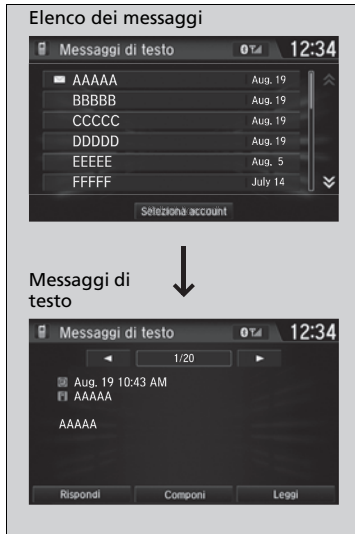 Elenco dei messaggi
Messaggi di testo 12:34
AAAAA Aug. 19
BBBBB Aug. 19
CCCCC Aug. 19
DDDDD Aug. 19
EEEEE Aug. 5
FFFFF July 14
Seleziona account
Messaggi di
testo
Messaggi di testo 12:34
1/20
Aug. 19 10:43 AM
AAAAA
AAAAA
Rispondi Componi Leggi